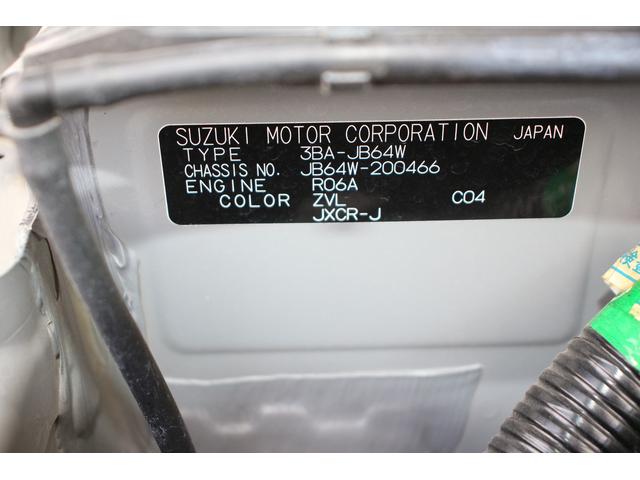 SUZUKI MOTOR CORPORATION JAPAN
TYPE 3BA-JB64W
CHASSIS NO. JB64W-200466
ENGINE R06A
COLOR ZVL C04
JXCR-J